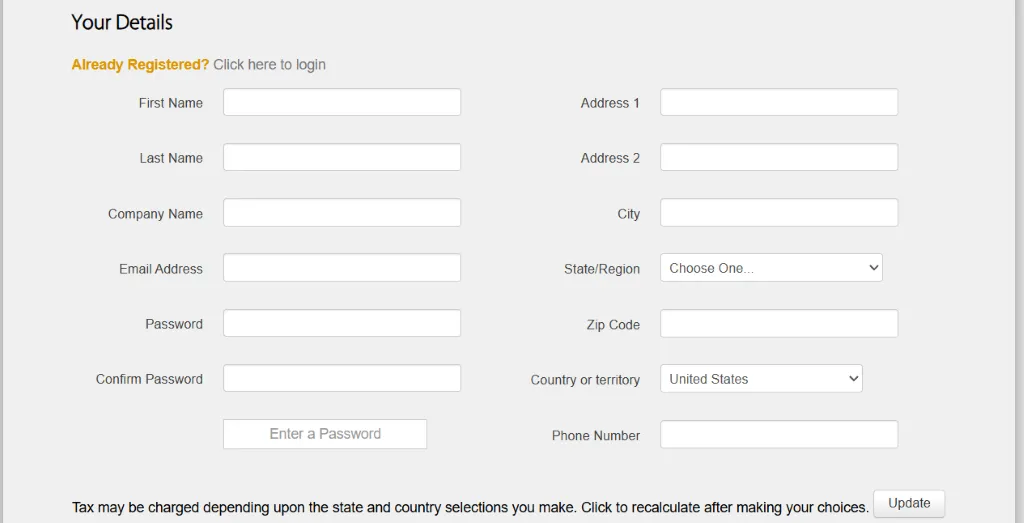 Your Details
Already Registered? Click here to login
First Name
Address 1
Last Name
Address 2
Company Name
City
Email Address
State/Region
Choose One...
Password
Zip Code
Confirm Password
Country or territory
United States
Enter a Password
Phone Number
Tax may be charged depending upon the state and country selections you make. Click to recalculate after making your choices.
Update